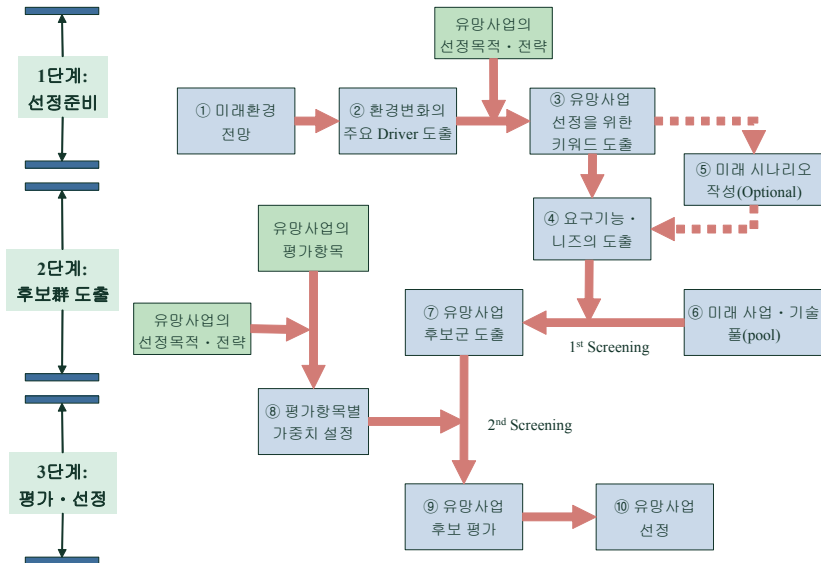 1단계:
선정준비
2단계:
후보群 도출
3단계:
평가・선정
유망사업의
선정목적・전략
① 미래환경
전망
② 환경변화의
주요 Driver 도출
③ 유망사업
선정을 위한
키워드 도출
⑤ 미래 시나리오
작성(Optional)
④ 요구기능・
니즈의 도출
유망사업의
평가항목
유망사업의
선정목적・전략
⑦ 유망사업
후보군 도출
⑥ 미래 사업・기술
풀(pool)
1st Screening
⑧ 평가항목별
가중치 설정
2nd Screening
⑨ 유망사업
후보 평가
⑩ 유망사업
선정